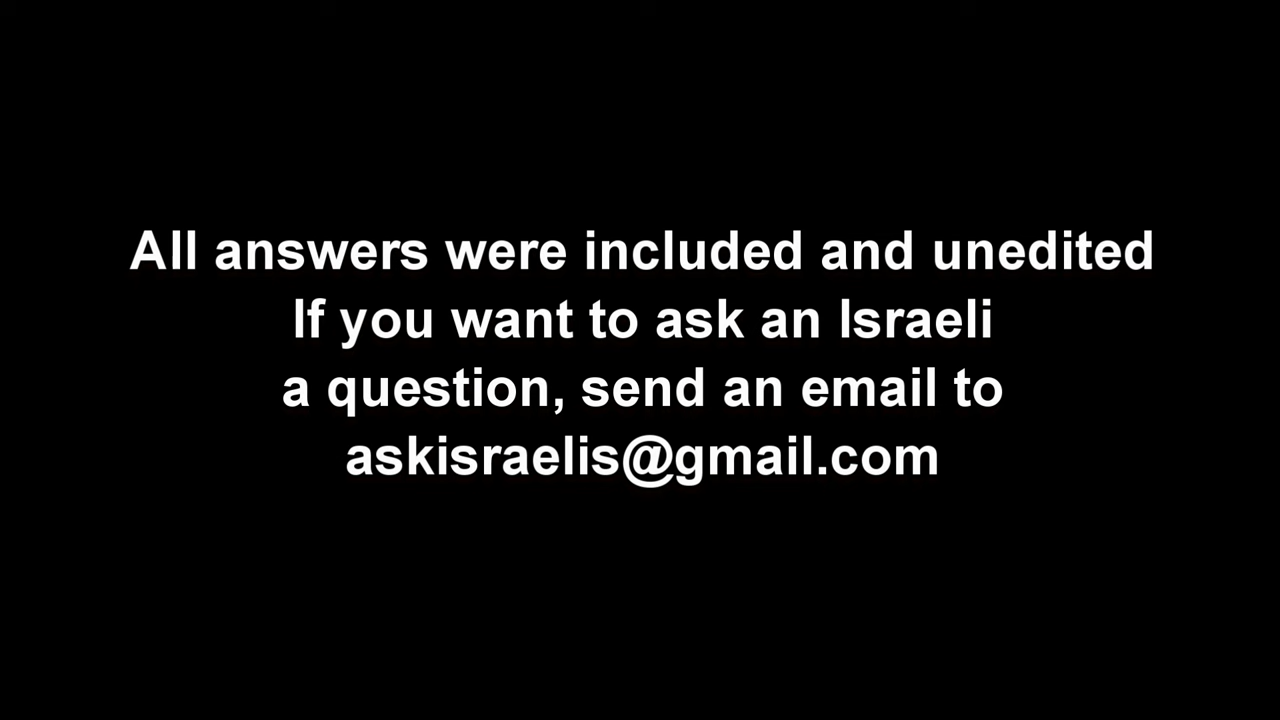 All answers were included and unedited
If you want to ask an Israeli
a question, send an email to
askisraelis@gmail.com